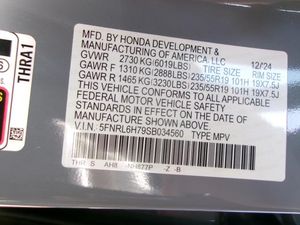 THRA1
MFD. BY HONDA DEVELOPMENT &
MANUFACTURING OF AMERICA, LLC 12/24
GVWR 2730 KG (6019LBS) TIRE SIZE RIM SIZE
GAWR F 1310 KG(2888LBS) 235/55R19 101H 19X7.5J
GAWR R 1465 KG(3230LBS) 235/55R19 101H 19X7.5J
THIS VEHICLE CONFORMS TO ALL APPLICABLE
FEDERAL MOTOR VEHICLE SAFETY
STANDARDS IN EFFECT ON THE DATE OF
MANUFACTURE SHOWN ABOVE.
V.I.N. 5FNRL6H79SB034560 TYPE MPV
THR S AH8 NH827P -Z -B